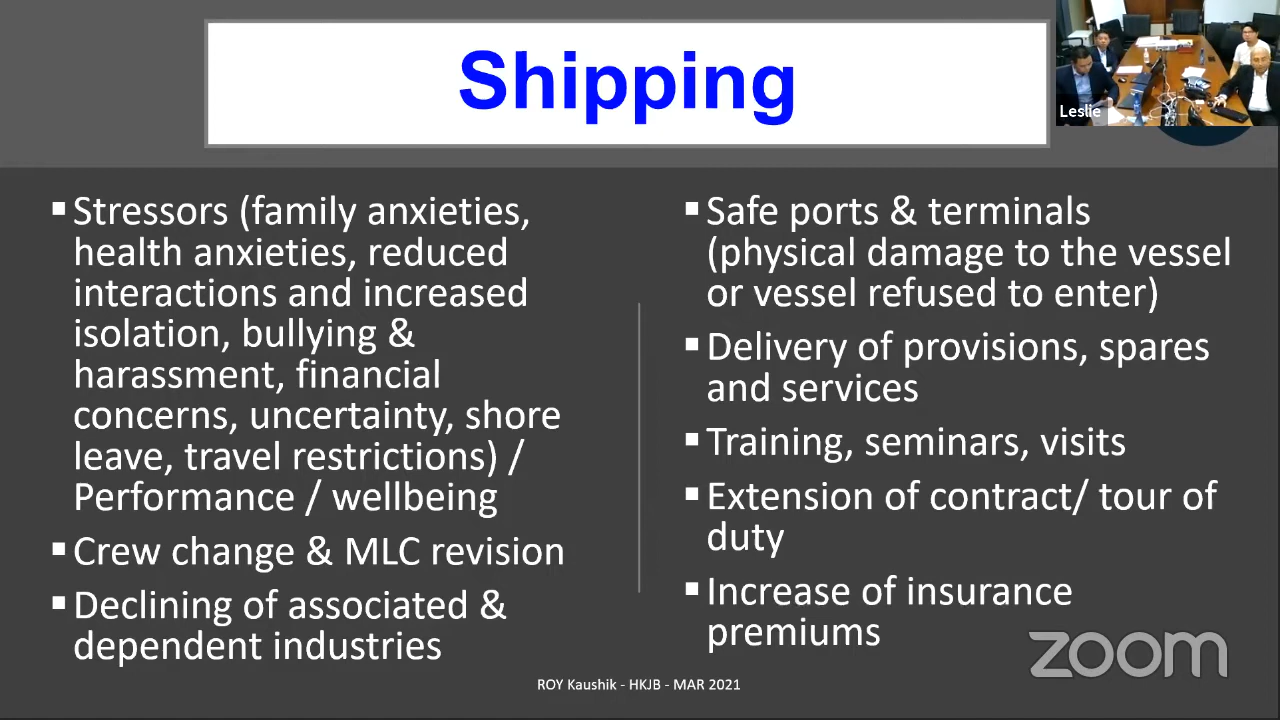 Shipping
Leslie
▪Stressors (family anxieties,
health anxieties, reduced
interactions and increased
isolation, bullying &
harassment, financial
concerns, uncertainty, shore
leave, travel restrictions) /
Performance / wellbeing
▪Crew change & MLC revision
▪Declining of associated &
dependent industries
▪Safe ports & terminals
(physical damage to the vessel
or vessel refused to enter)
▪Delivery of provisions, spares
and services
▪Training, seminars, visits
▪Extension of contract/ tour of
duty
▪Increase of insurance
premiums
zoom
ROY Kaushik - HKJB - MAR 2021